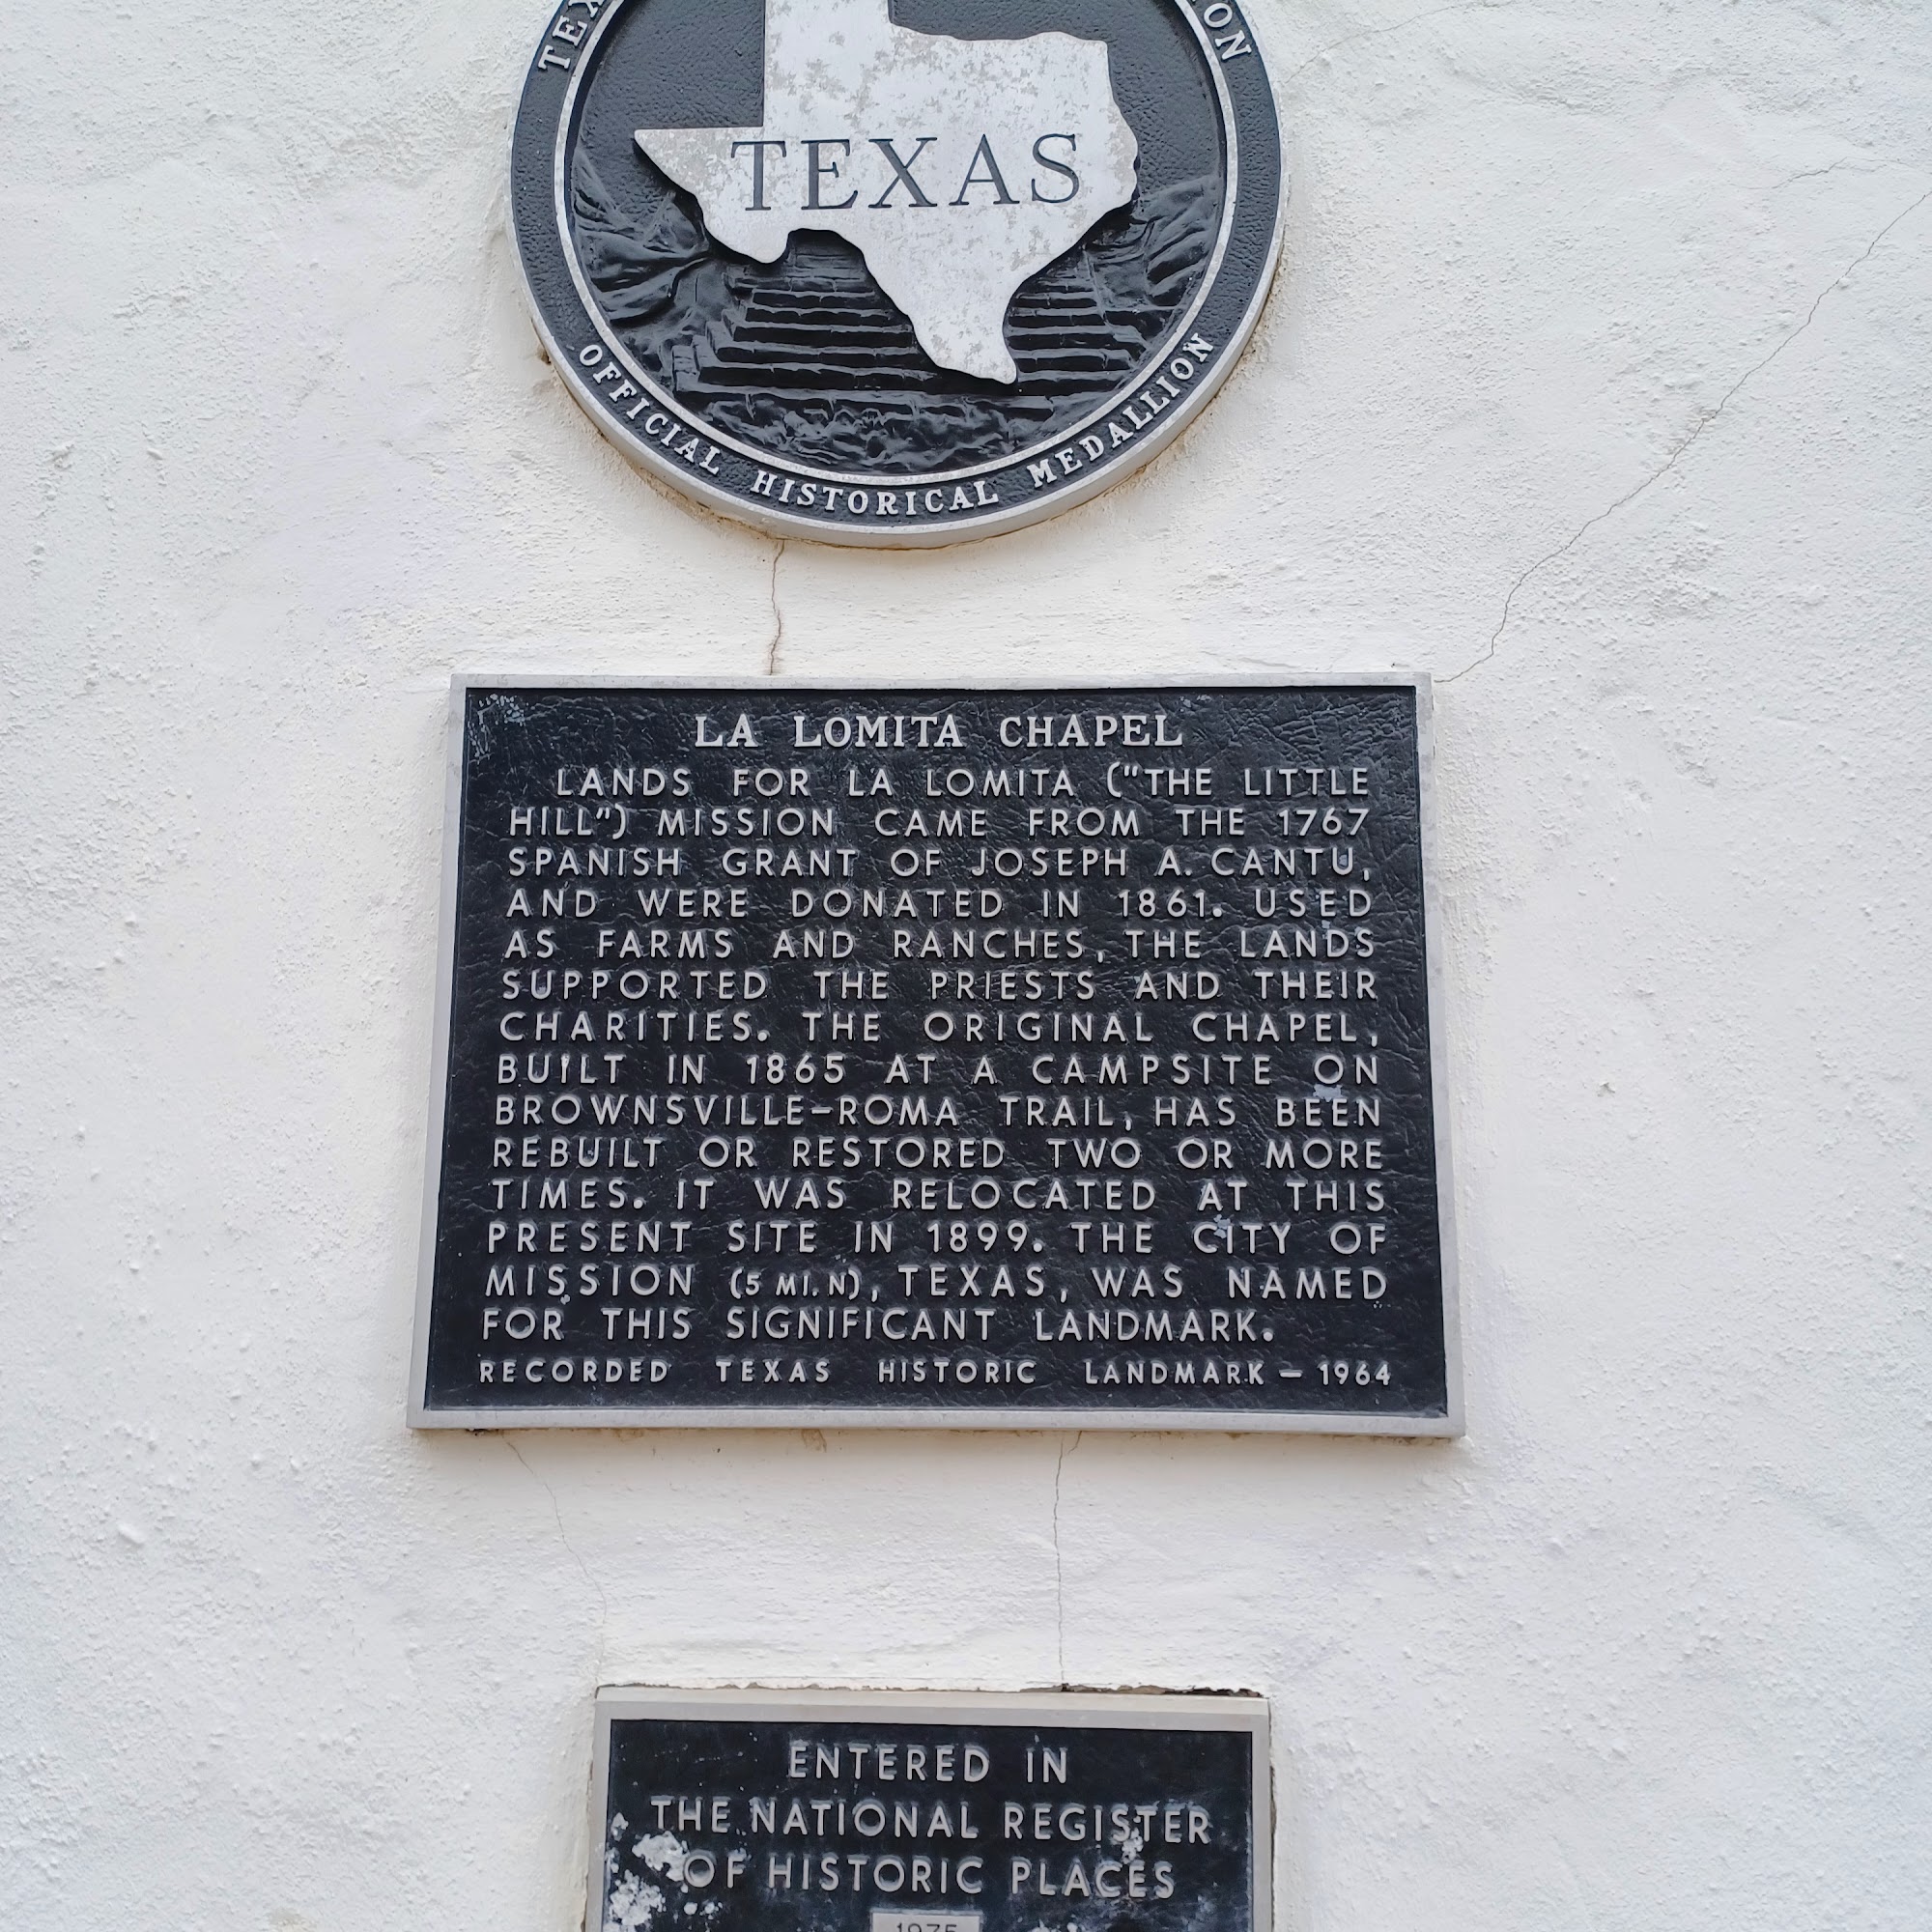 TEXAS
OFFICIAL HISTORICAL MEDALLION
LA LOMITA CHAPEL
LANDS FOR LA LOMITA ("THE LITTLE
HILL") MISSION CAME FROM THE 1767
SPANISH GRANT OF JOSEPH A. CANTU,
AND WERE DONATED IN 1861. USED
AS FARMS AND RANCHES, THE LANDS
SUPPORTED THE PRIESTS AND THEIR
CHARITIES. THE ORIGINAL CHAPEL,
BUILT IN 1865 AT A CAMPSITE ON
BROWNSVILLE-ROMA TRAIL, HAS BEEN
REBUILT OR RESTORED TWO OR MORE
TIMES. IT WAS RELOCATED AT THIS
PRESENT SITE IN 1899. THE CITY OF
MISSION (5 MI. N), TEXAS, WAS NAMED
FOR THIS SIGNIFICANT LANDMARK.
RECORDED TEXAS HISTORIC LANDMARK - 1964
ENTERED IN
THE NATIONAL REGISTER
OF HISTORIC PLACES
1975